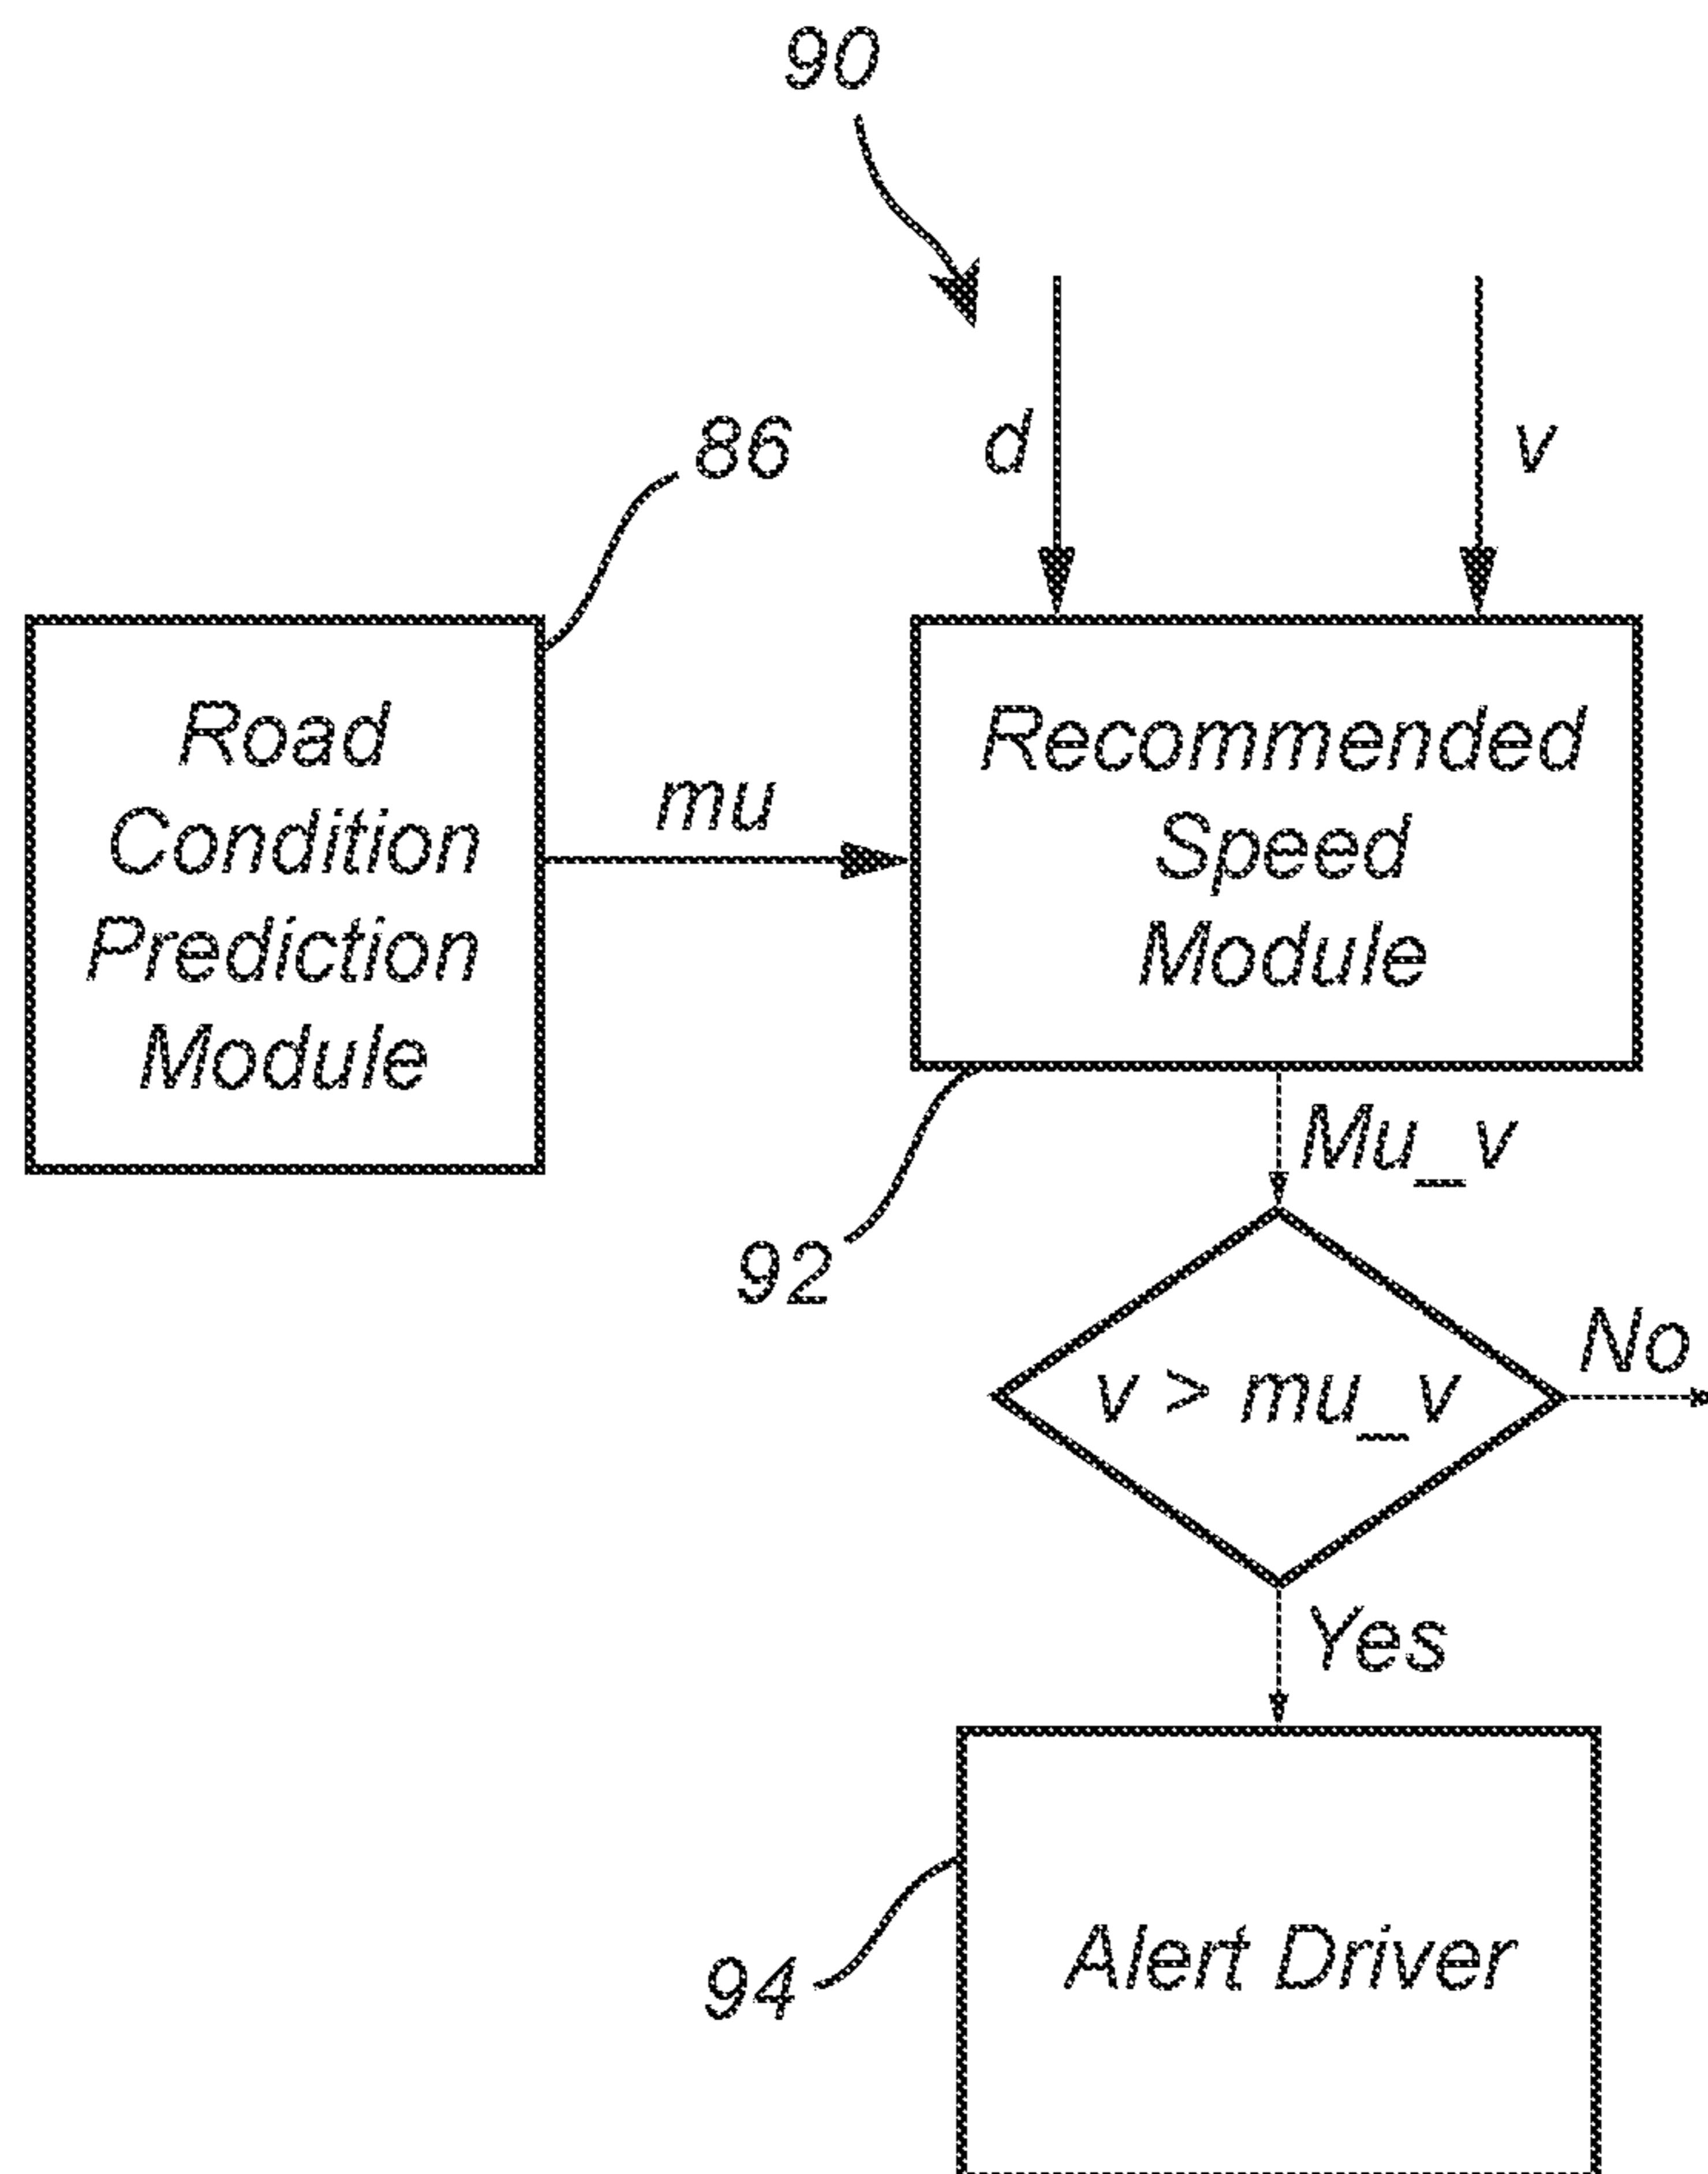 90
d
v
86
Road
Condition
Prediction
Module
mu
Recommended
Speed
Module
Mu_v
92
v > mu_v
No
Yes
Alert Driver
94